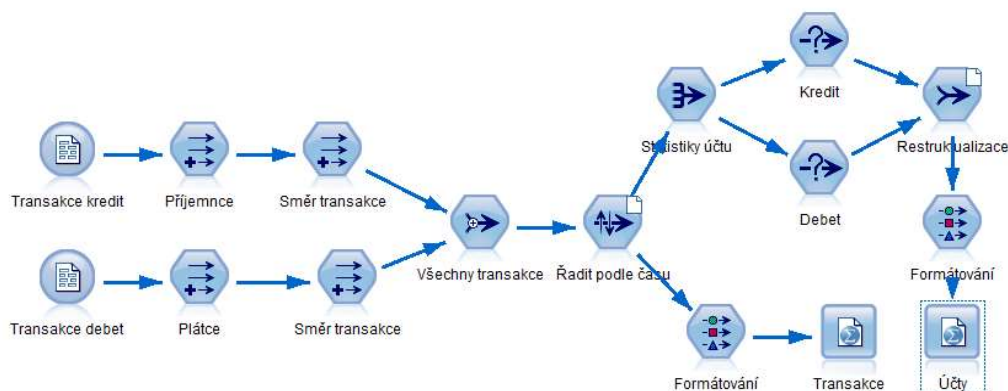 Kredit
Statistiky účtu
Restruktualizace
Debet
Transakce kredit
Příjemnce
Směr transakce
Všechny transakce
Řadit podle času
Formátování
Transakce debet
Plátce
Směr transakce
Formátování
Transakce
Účty